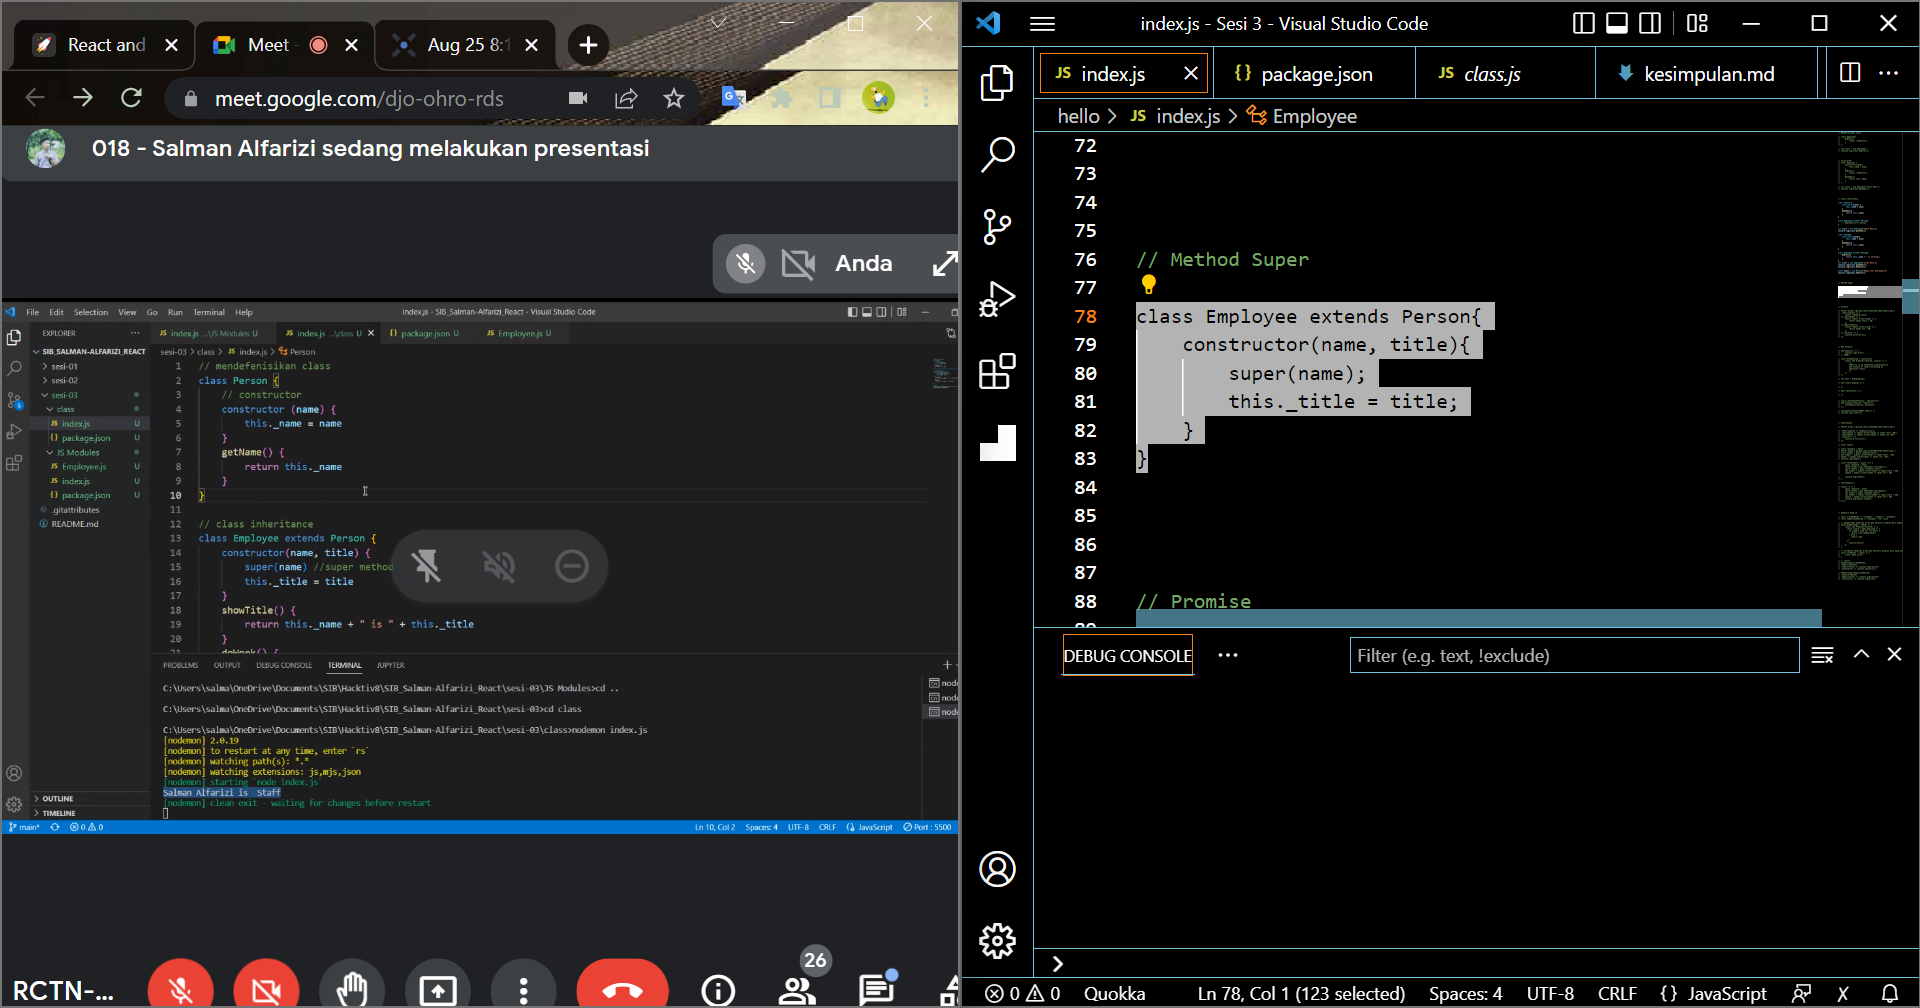 React and
Meet -
Aug 25 8:1
meet.google.com/djo-ohro-rds
018 - Salman Alfarizi sedang melakukan presentasi
Anda
File Edit Selection View Go Run Terminal Help
index.js - SIB_Salman-Alfarizi_React - Visual Studio Code
EXPLORER
SIB_SALMAN-ALFARIZI_REACT
sesi-01
sesi-02
sesi-03
class
JS index.js U
{} package.json U
JS Modules
JS Employee.js U
JS index.js U
{} package.json U
.gitattributes
README.md
OUTLINE
TIMELINE
JS index.js ...\JS Modules U
JS index.js ...\class U
{} package.json U
JS Employee.js U
sesi-03 > class > JS index.js > Person
1 // mendefenisikan class
2 class Person {
3 // constructor
4 constructor (name) {
5 this._name = name
6 }
7 getName() {
8 return this._name
9 }
10 }
11
12 // class inheritance
13 class Employee extends Person {
14 constructor(name, title) {
15 super(name) //super method
16 this._title = title
17 }
18 showTitle() {
19 return this._name + " is " + this._title
20 }
21 doWork() {
PROBLEMS OUTPUT DEBUG CONSOLE TERMINAL JUPYTER
C:\Users\salma\OneDrive\Documents\SIB\Hacktiv8\SIB_Salman-Alfarizi_React\sesi-03\JS Modules>cd ..
C:\Users\salma\OneDrive\Documents\SIB\Hacktiv8\SIB_Salman-Alfarizi_React\sesi-03>cd class
C:\Users\salma\OneDrive\Documents\SIB\Hacktiv8\SIB_Salman-Alfarizi_React\sesi-03\class>nodemon index.js
[nodemon] 2.0.19
[nodemon] to restart at any time, enter `rs`
[nodemon] watching path(s): *.*
[nodemon] watching extensions: js,mjs,json
[nodemon] starting `node index.js`
Salman Alfarizi is  Staff
[nodemon] clean exit - waiting for changes before restart
node
node
node
main*
0 0
Ln 10, Col 2 Spaces: 4 UTF-8 CRLF {} JavaScript Port : 5500
RCTN-...
26
index.js - Sesi 3 - Visual Studio Code
JS index.js
{} package.json
JS class.js
kesimpulan.md
hello > JS index.js > Employee
72
73
74
75
76 // Method Super
77
78 class Employee extends Person{
79 constructor(name, title){
80 super(name);
81 this._title = title;
82 }
83 }
84
85
86
87
88 // Promise
DEBUG CONSOLE
Filter (e.g. text, !exclude)
0 0 Quokka Ln 78, Col 1 (123 selected) Spaces: 4 UTF-8 CRLF {} JavaScript